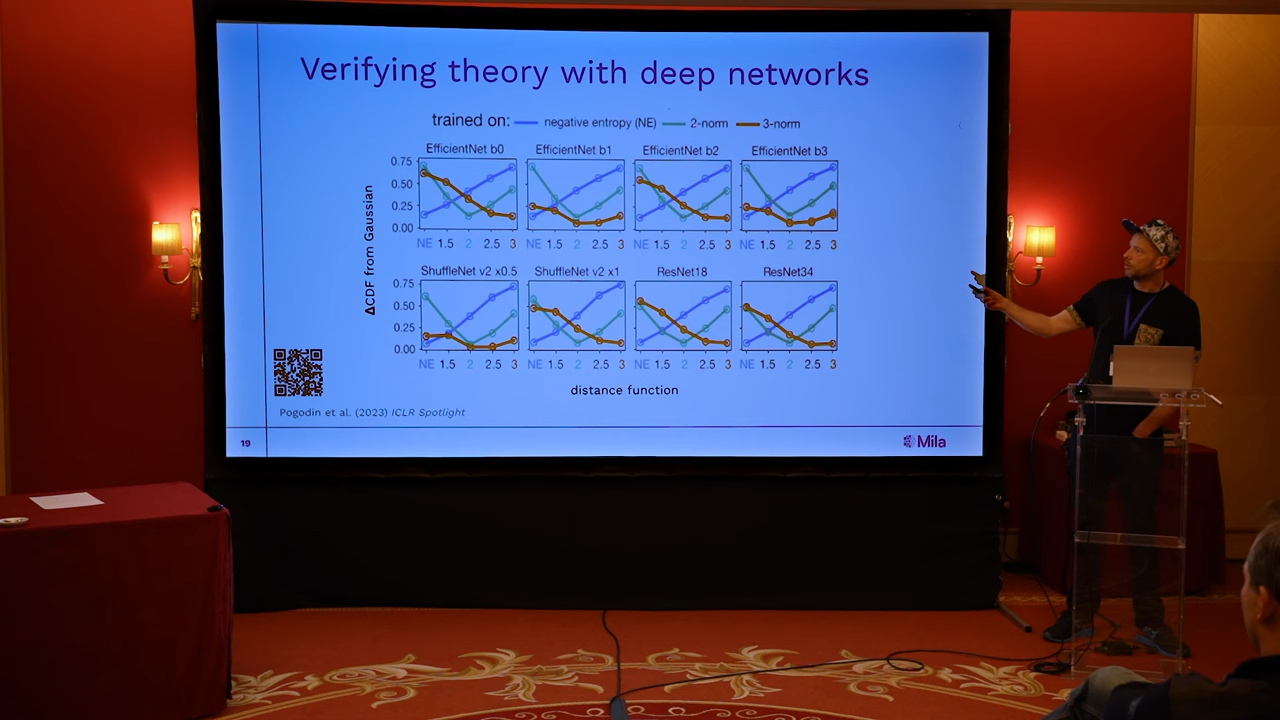 Verifying theory with deep networks
trained on: negative entropy (NE) 2-norm 3-norm
EfficientNet b0 EfficientNet b1 EfficientNet b2 EfficientNet b3
0.75
0.50
0.25
0.00
NE 1.5 2 2.5 3 NE 1.5 2 2.5 3 NE 1.5 2 2.5 3 NE 1.5 2 2.5 3
ΔCDF from Gaussian
ShuffleNet v2 x0.5 ShuffleNet v2 x1 ResNet18 ResNet34
0.75
0.50
0.25
0.00
NE 1.5 2 2.5 3 NE 1.5 2 2.5 3 NE 1.5 2 2.5 3 NE 1.5 2 2.5 3
distance function
Pogodin et al. (2023) ICLR Spotlight
19
Mila